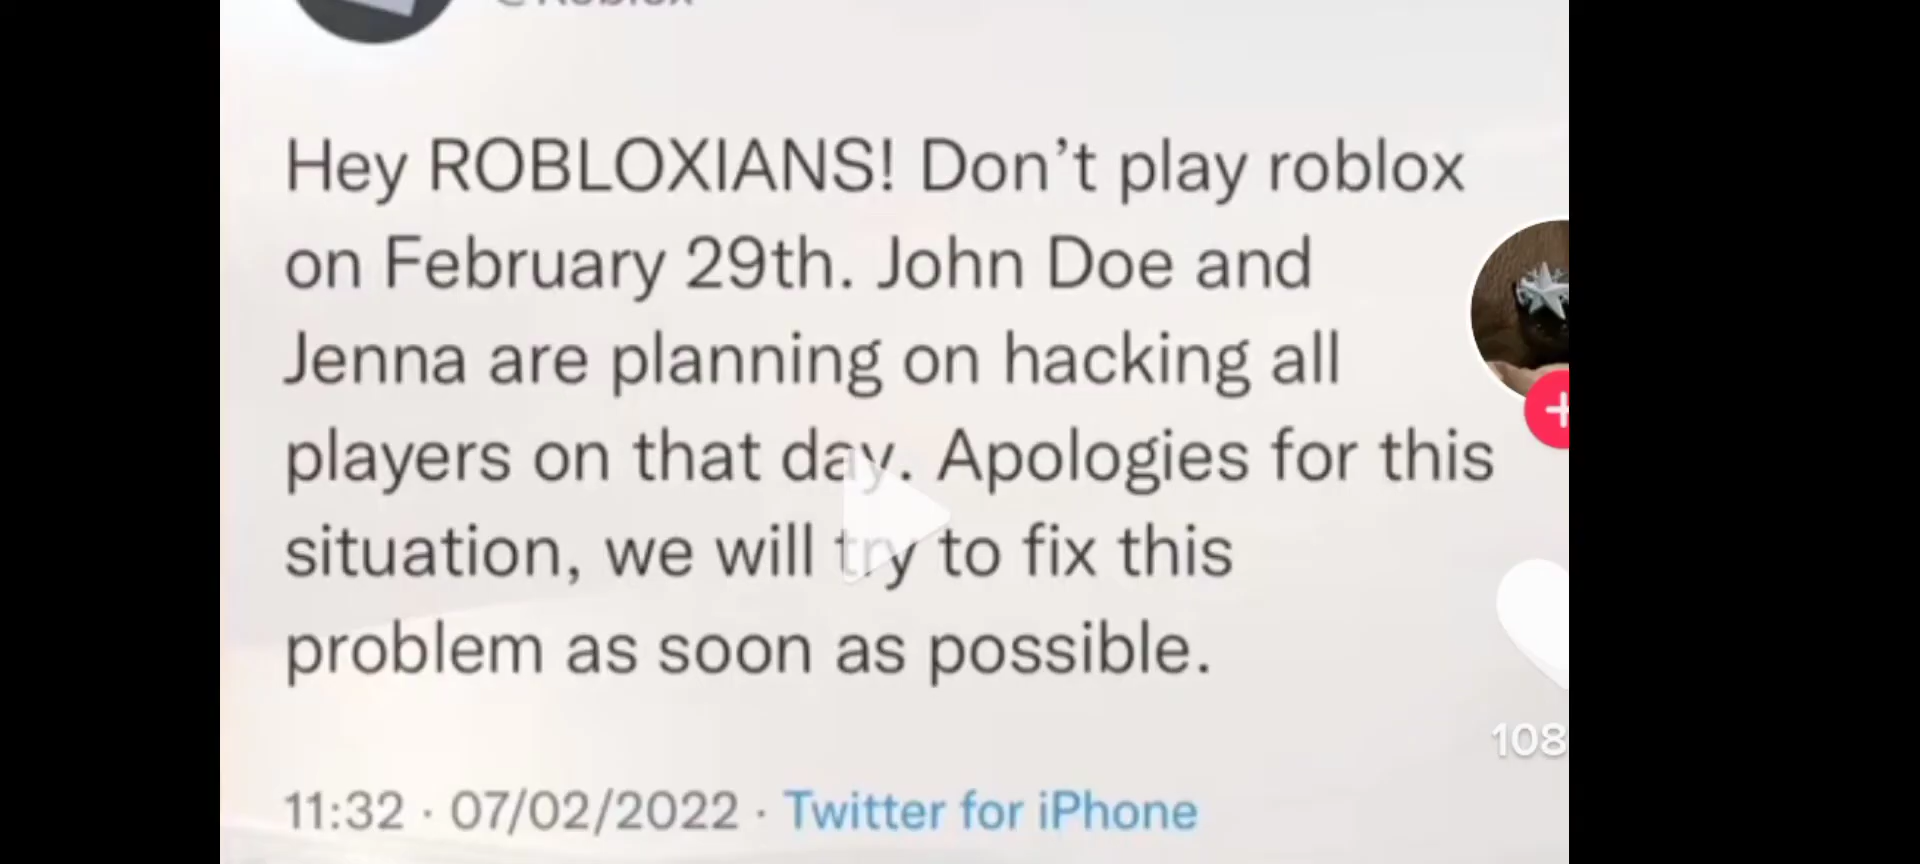 @Roblox
Hey ROBLOXIANS! Don’t play roblox
on February 29th. John Doe and
Jenna are planning on hacking all
players on that day. Apologies for this
situation, we will try to fix this
problem as soon as possible.
108
11:32 · 07/02/2022 · Twitter for iPhone